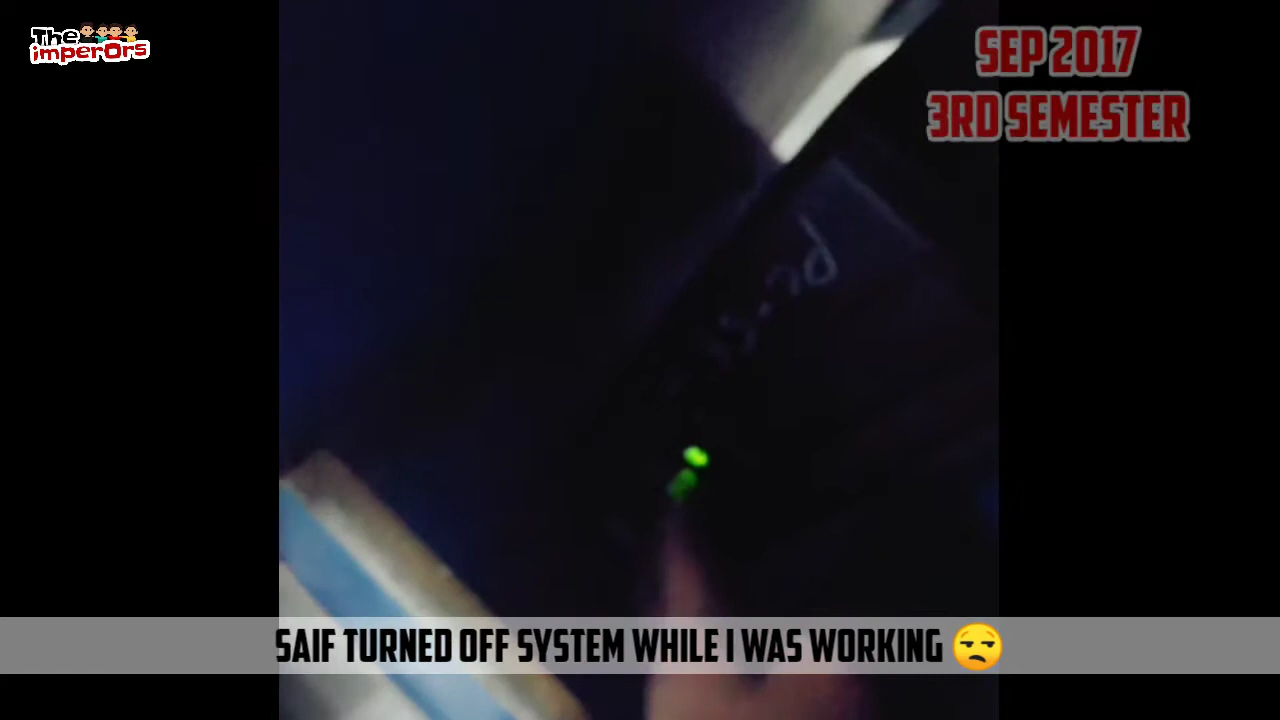 The
imperOrs
SEP 2017
3RD SEMESTER
SAIF TURNED OFF SYSTEM WHILE I WAS WORKING 😒